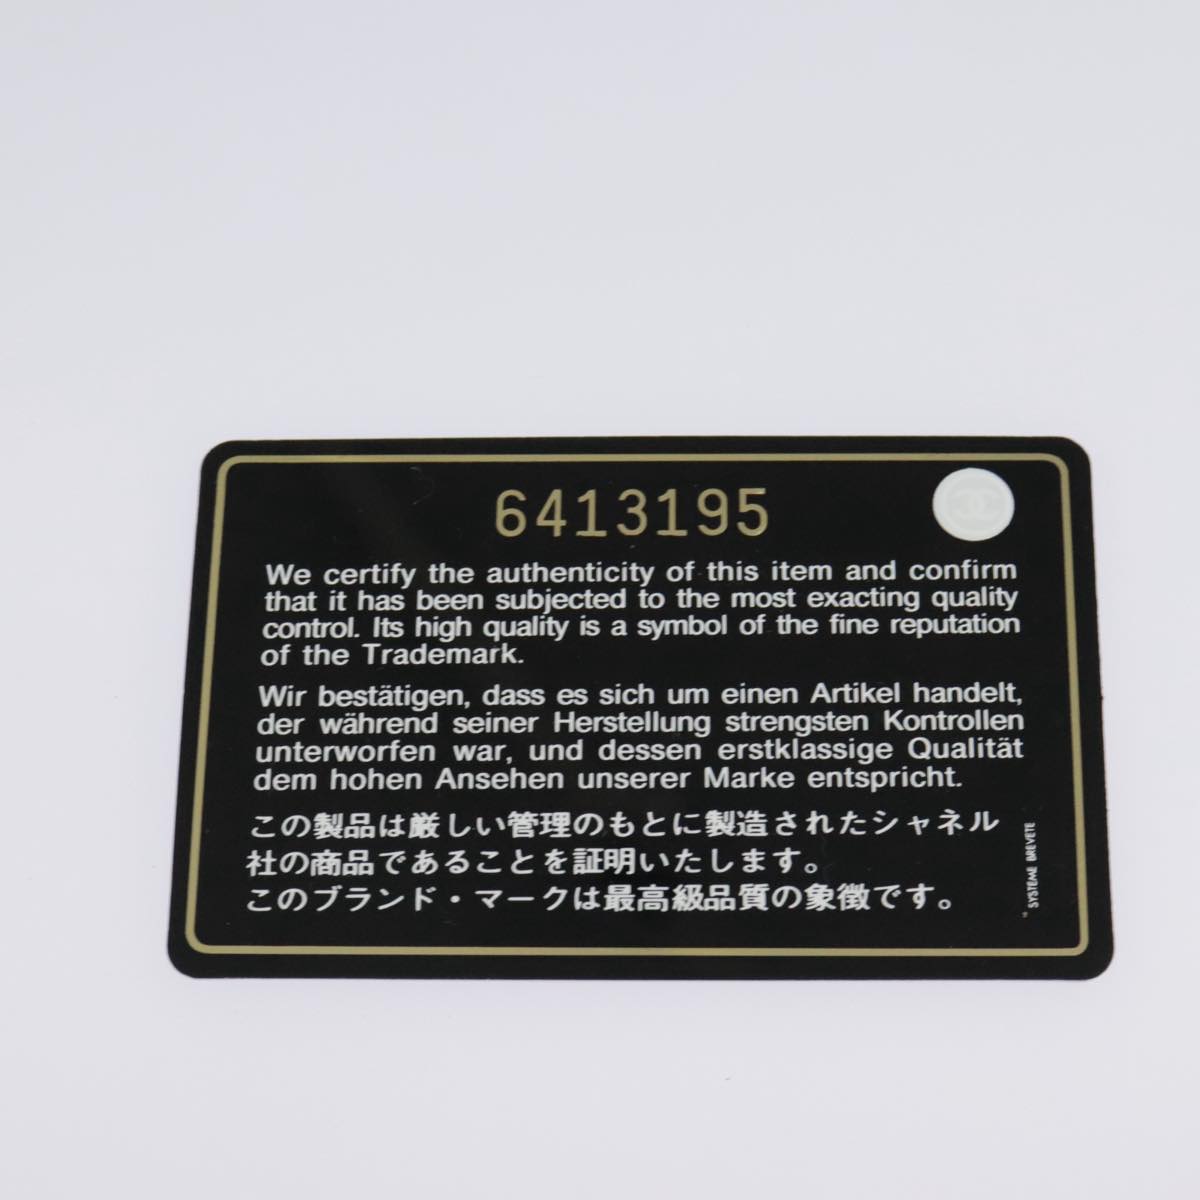 6413195
We certify the authenticity of this item and confirm
that it has been subjected to the most exacting quality
control. Its high quality is a symbol of the fine reputation
of the Trademark.
Wir bestätigen, dass es sich um einen Artikel handelt,
der während seiner Herstellung strengsten Kontrollen
unterworfen war, und dessen erstklassige Qualität
dem hohen Ansehen unserer Marke entspricht.
この製品は厳しい管理のもとに製造されたシャネル
社の商品であることを証明いたします。
このブランド・マークは最高級品質の象徴です。
SYSTEME BREVETE